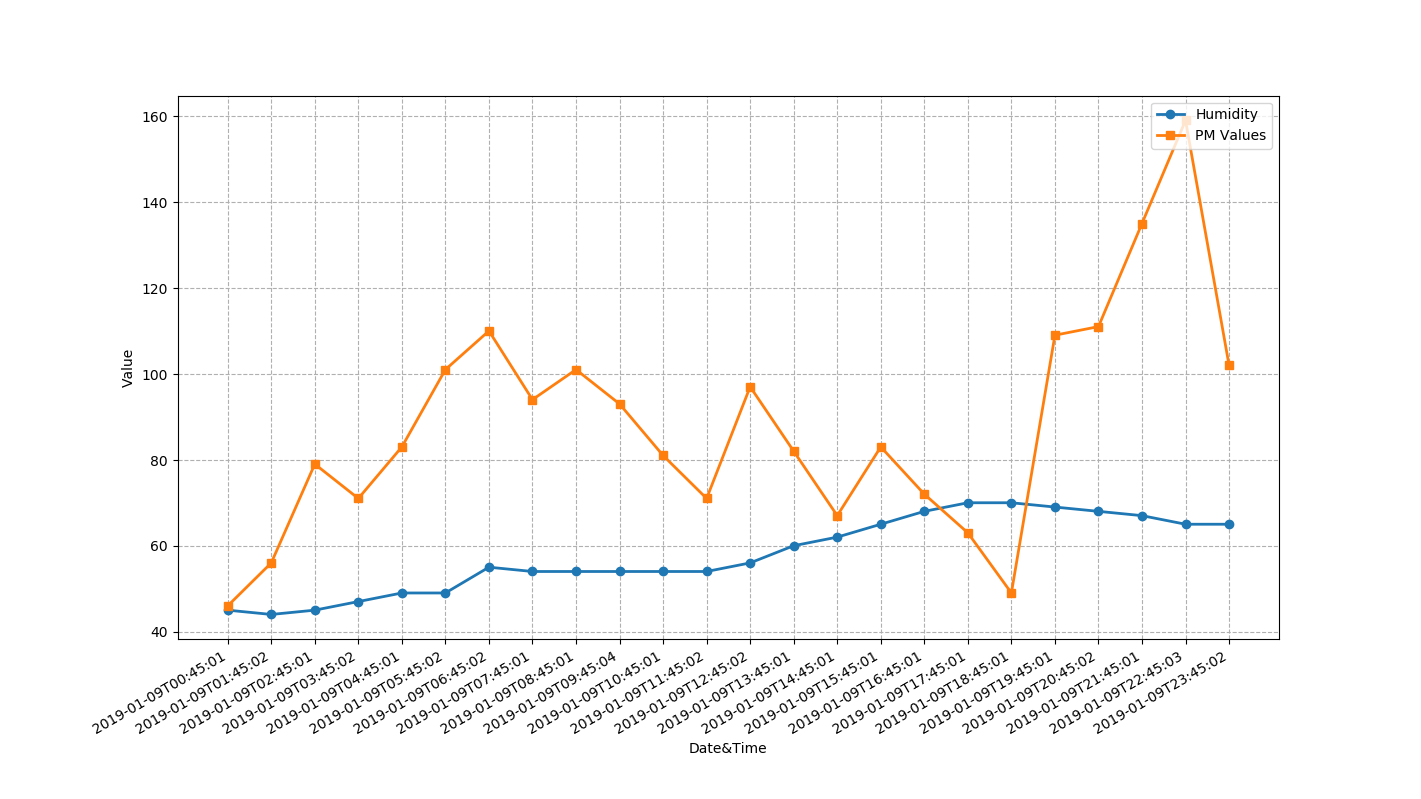 Humidity
PM Values
160
140
120
100
80
60
40
Value
2019-01-09T00:45:01
2019-01-09T01:45:02
2019-01-09T02:45:01
2019-01-09T03:45:02
2019-01-09T04:45:01
2019-01-09T05:45:02
2019-01-09T06:45:02
2019-01-09T07:45:01
2019-01-09T08:45:01
2019-01-09T09:45:04
2019-01-09T10:45:01
2019-01-09T11:45:02
2019-01-09T12:45:02
2019-01-09T13:45:01
2019-01-09T14:45:01
2019-01-09T15:45:01
2019-01-09T16:45:01
2019-01-09T17:45:01
2019-01-09T18:45:01
2019-01-09T19:45:01
2019-01-09T20:45:02
2019-01-09T21:45:01
2019-01-09T22:45:03
2019-01-09T23:45:02
Date&Time